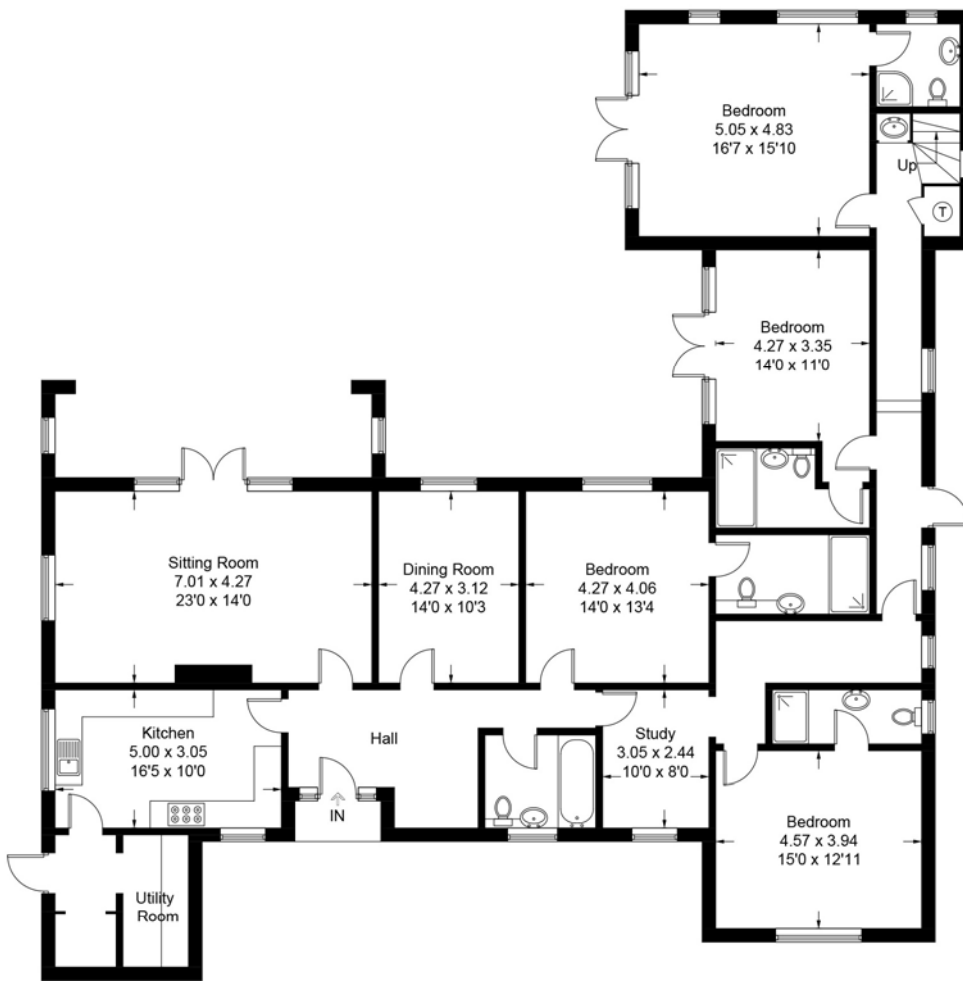 Bedroom
5.05 x 4.83
16'7 x 15'10
Up
T
Bedroom
4.27 x 3.35
14'0 x 11'0
Sitting Room
7.01 x 4.27
23'0 x 14'0
Dining Room
4.27 x 3.12
14'0 x 10'3
Bedroom
4.27 x 4.06
14'0 x 13'4
Kitchen
5.00 x 3.05
16'5 x 10'0
Hall
IN
Study
3.05 x 2.44
10'0 x 8'0
Bedroom
4.57 x 3.94
15'0 x 12'11
Utility
Room